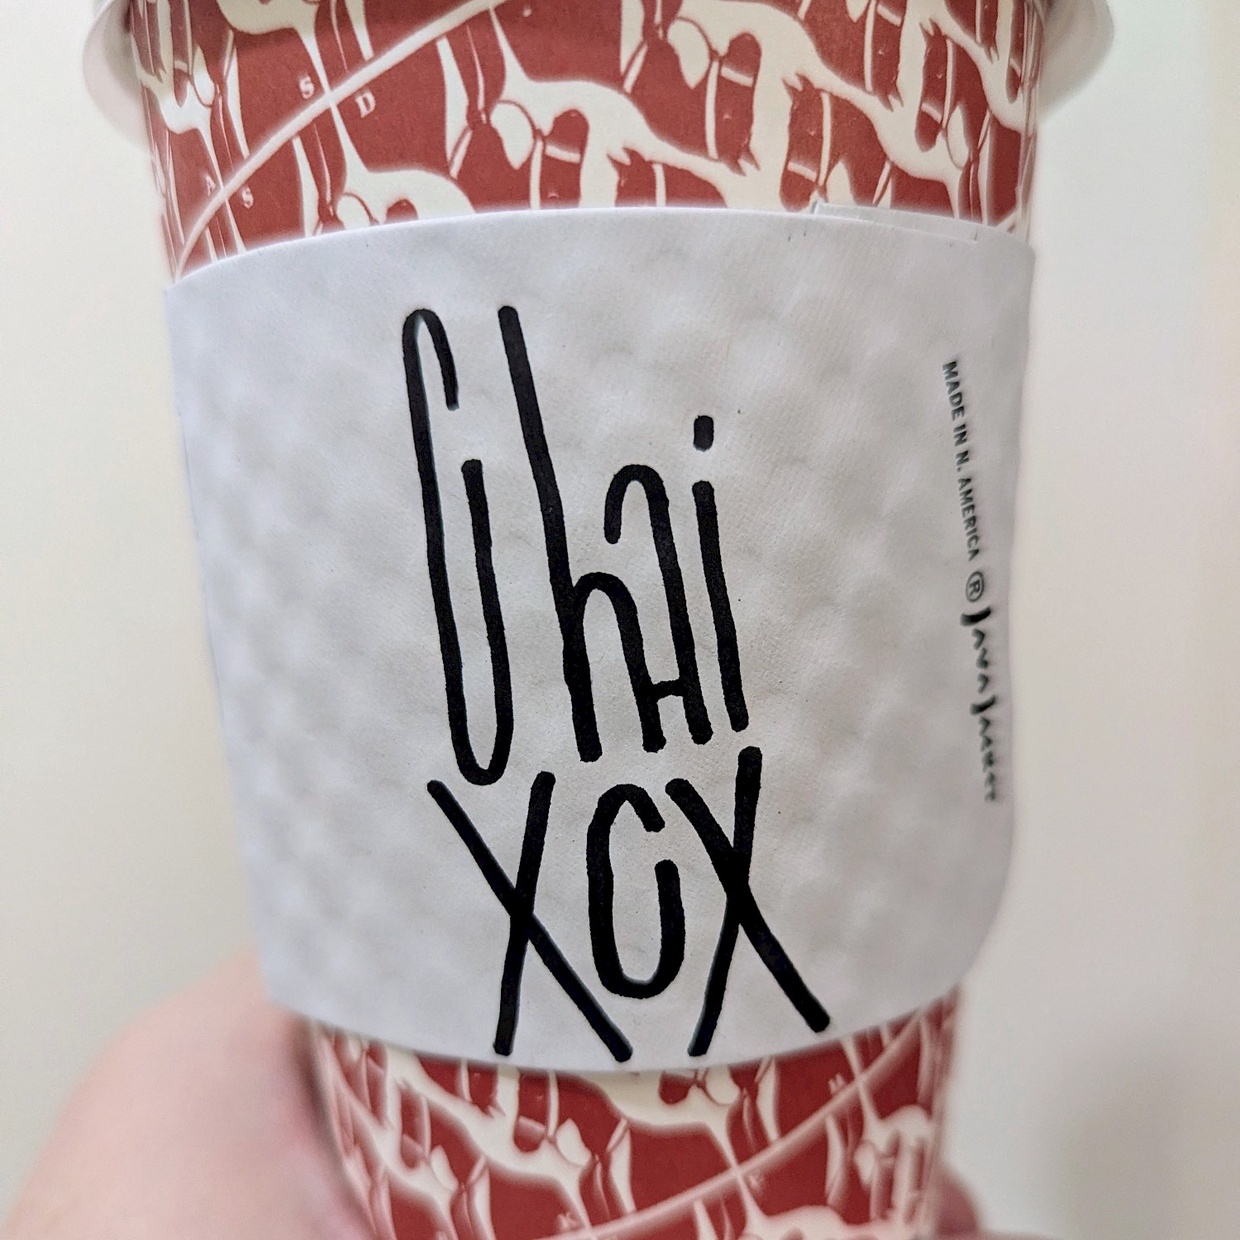 Chai
XCX
MADE IN N. AMERICA ® JAVA JACKET